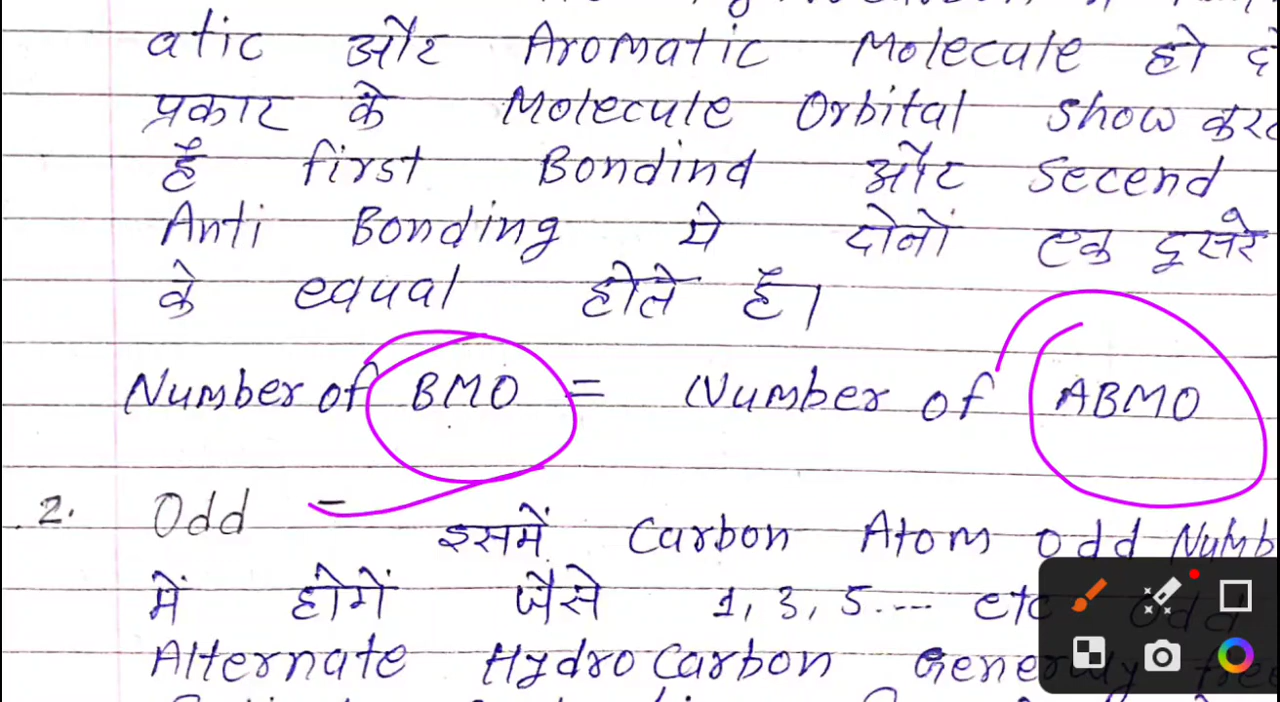 atic और Aromatic Molecule हो
प्रकार के Molecule Orbital Show
है first Bondind और Secend
Anti Bonding ये दोनों एक दूसरे
के equal होते है।
Number of BMO = Number of ABMO
2. Odd - इसमें Carbon Atom odd
में होगें जैसे 1, 3, 5.... etc Odd
Alternate HydroCarbon